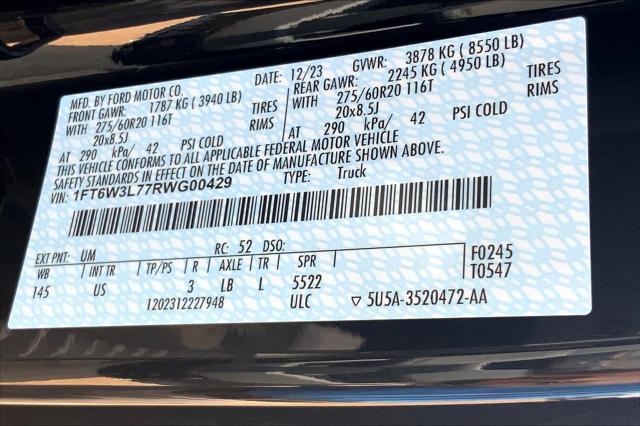 MFD. BY FORD MOTOR CO.
DATE: 12/23 GVWR: 3878 KG ( 8550 LB)
FRONT GAWR: 1787 KG (3940 LB)
REAR GAWR: 2245 KG ( 4950 LB)
WITH 275/60R20 116T TIRES
WITH 275/60R20 116T TIRES
20x8.5J RIMS
20x8.5J RIMS
AT 290 kPa/ 42 PSI COLD
AT 290 kPa/ 42 PSI COLD
THIS VEHICLE CONFORMS TO ALL APPLICABLE FEDERAL MOTOR VEHICLE
SAFETY STANDARDS IN EFFECT ON THE DATE OF MANUFACTURE SHOWN ABOVE.
VIN: 1FT6W3L77RWG00429 TYPE: Truck
EXT PNT: UM RC: 52 DSO: F0245
WB INT TR TP/PS R AXLE TR SPR T0547
145 US 3 LB L 5522
1202312227948 ULC ▽ 5U5A-3520472-AA